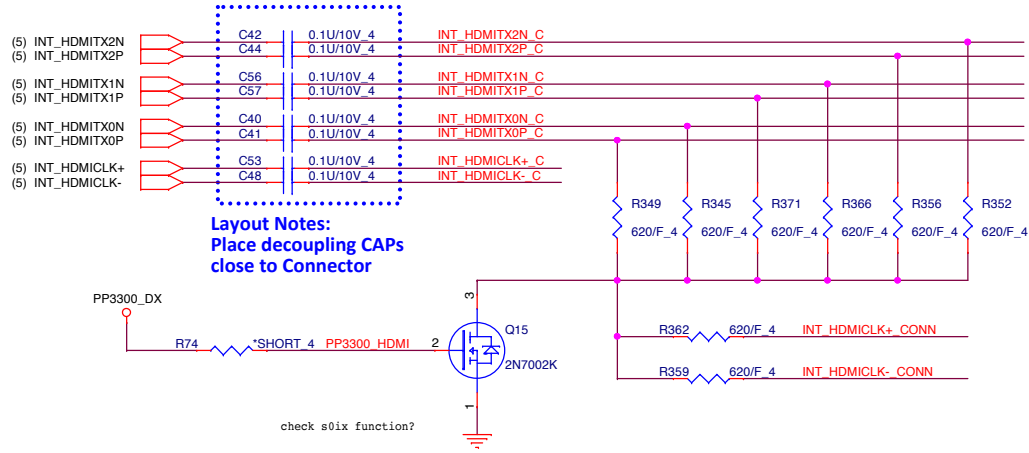 (5) INT_HDMITX2N C42 0.1U/10V_4 INT_HDMITX2N_C
(5) INT_HDMITX2P C44 0.1U/10V_4 INT_HDMITX2P_C
(5) INT_HDMITX1N C56 0.1U/10V_4 INT_HDMITX1N_C
(5) INT_HDMITX1P C57 0.1U/10V_4 INT_HDMITX1P_C
(5) INT_HDMITX0N C40 0.1U/10V_4 INT_HDMITX0N_C
(5) INT_HDMITX0P C41 0.1U/10V_4 INT_HDMITX0P_C
(5) INT_HDMICLK+ C53 0.1U/10V_4 INT_HDMICLK+_C
(5) INT_HDMICLK- C48 0.1U/10V_4 INT_HDMICLK-_C
Layout Notes:
Place decoupling CAPs
close to Connector
R349 R345 R371 R366 R356 R352
620/F_4 620/F_4 620/F_4 620/F_4 620/F_4 620/F_4
PP3300_DX
3
Q15
R74 *SHORT_4 PP3300_HDMI 2
2N7002K
1
R362 620/F_4 INT_HDMICLK+_CONN
R359 620/F_4 INT_HDMICLK-_CONN
check s0ix function?